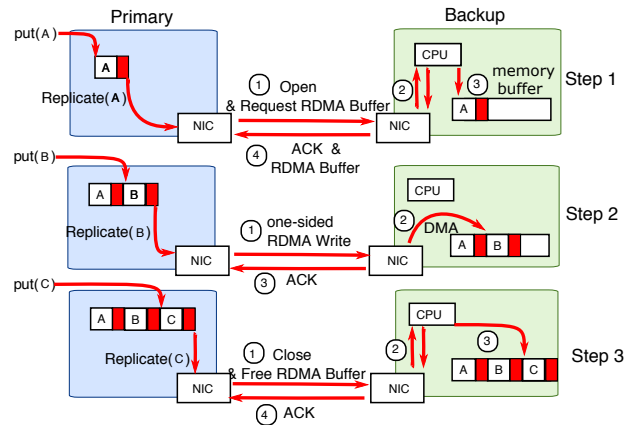 Primary
Backup
put(A)
A
Replicate(A)
NIC
1 Open
& Request RDMA Buffer
4 ACK &
RDMA Buffer
NIC
CPU
2
3 memory
buffer
A
Step 1
put(B)
A B
Replicate(B)
NIC
1 one-sided
RDMA Write
3 ACK
NIC
CPU
2 DMA
A B
Step 2
put(C)
A B C
Replicate(C)
NIC
1 Close
& Free RDMA Buffer
4 ACK
NIC
CPU
2
3
A B C
Step 3